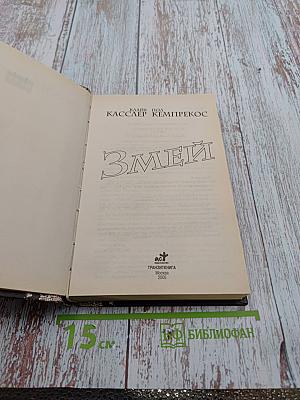 КЛАЙВ ПОЛ
КАССЛЕР КЕМПРЕКОС
ЗМЕЙ
АСТ
ТРАНЗИТКНИГА
Москва
2005
15 см
БИБЛИОФАН